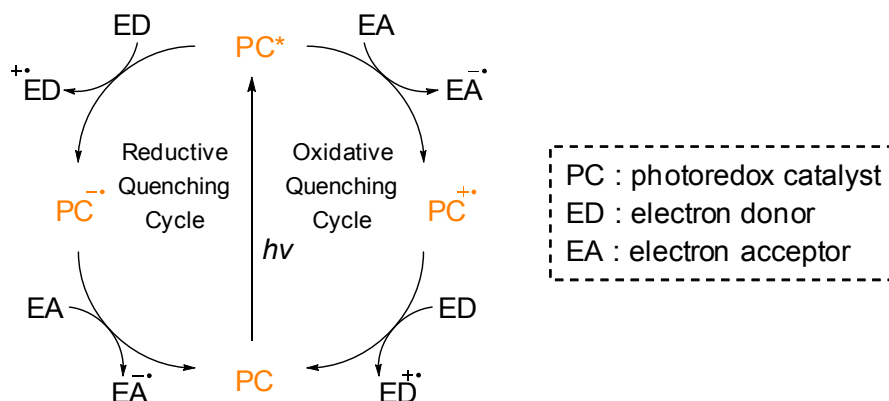 ED
PC*
EA
+•
ED
EA−•
Reductive
Quenching
Cycle
Oxidative
Quenching
Cycle
PC−•
PC+•
hν
EA
ED
EA−•
PC
ED+•
PC : photoredox catalyst
ED : electron donor
EA : electron acceptor